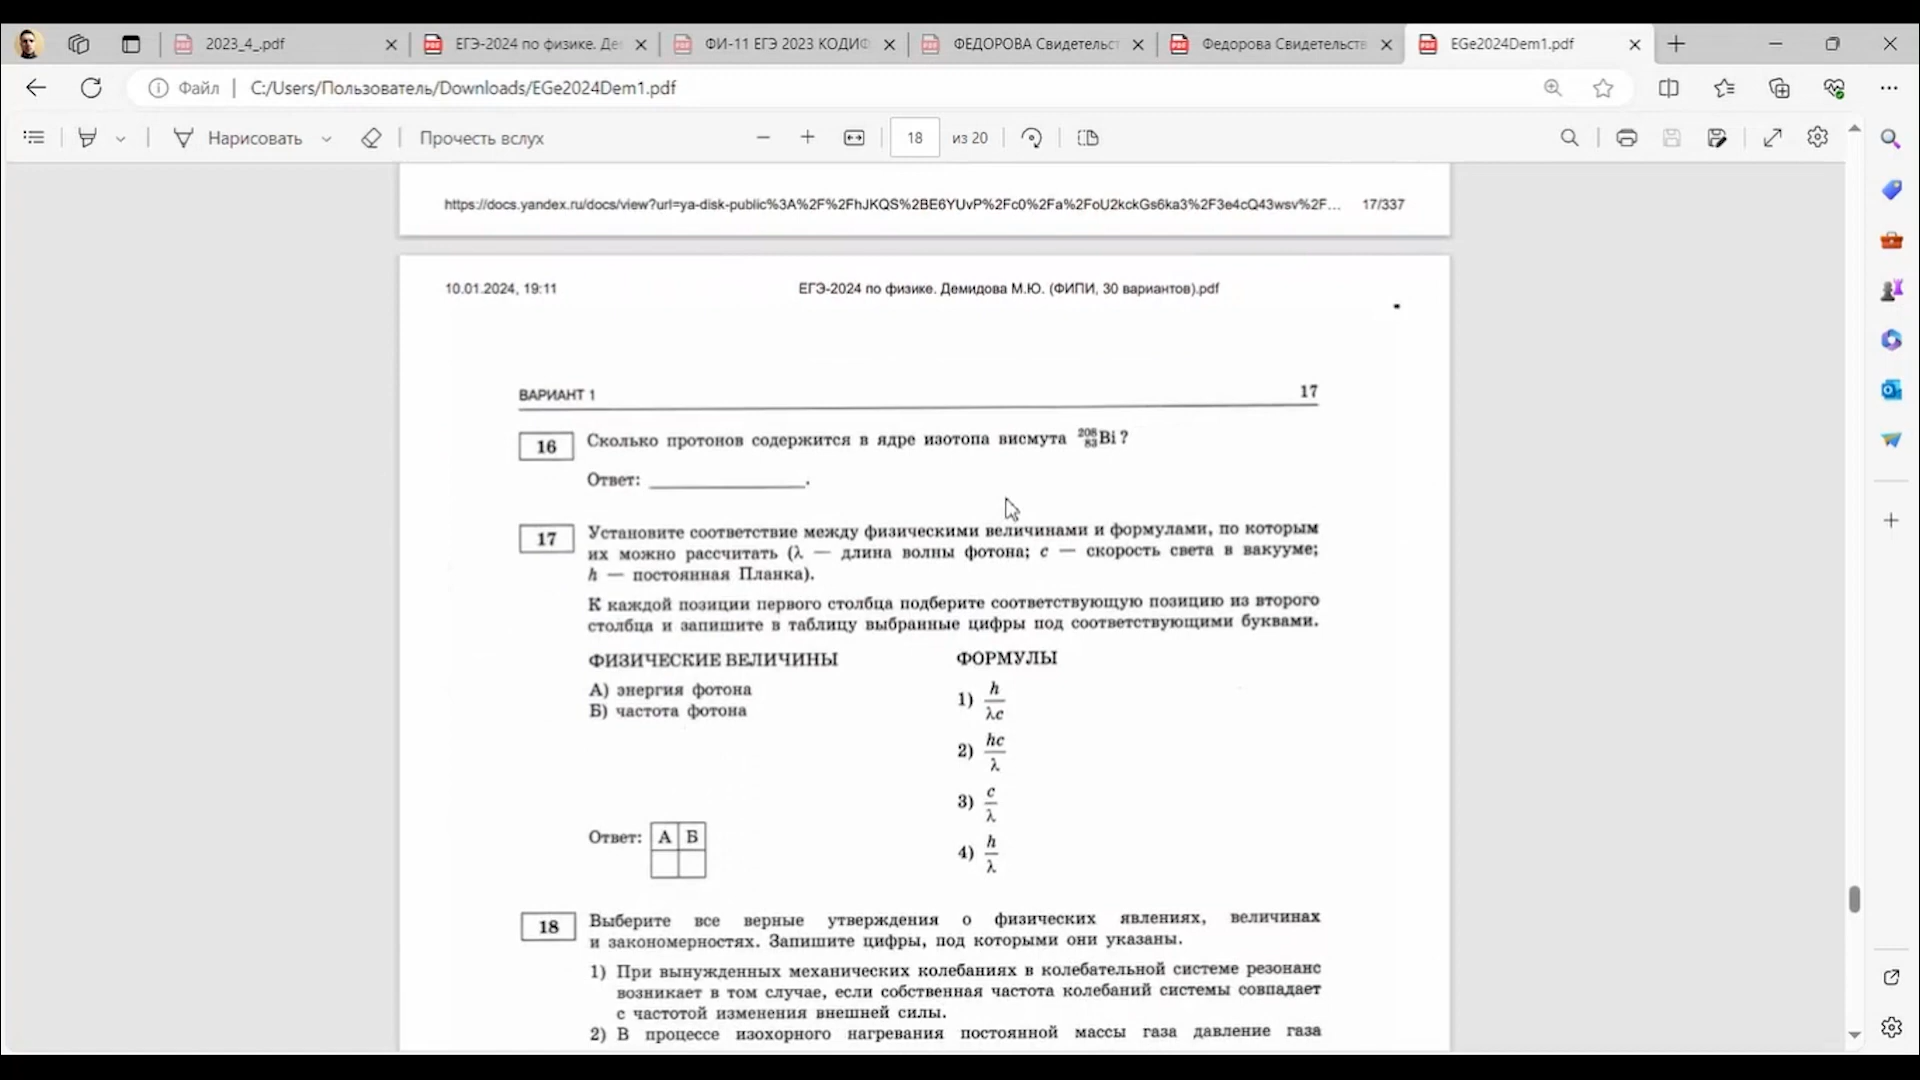 2023_4_.pdf
ЕГЭ-2024 по физике. Де
ФИ-11 ЕГЭ 2023 КОДИФ
ФЕДОРОВА Свидетельст
Федорова Свидетельств
EGe2024Dem1.pdf
Файл
C:/Users/Пользователь/Downloads/EGe2024Dem1.pdf
Нарисовать
Прочесть вслух
18 из 20
https://docs.yandex.ru/docs/view?url=ya-disk-public%3A%2F%2FhJKQS%2BE6YUvP%2Fc0%2Fa%2FoU2kckGs6ka3%2F3e4cQ43wsv%2F... 17/337
10.01.2024, 19:11 ЕГЭ-2024 по физике. Демидова М.Ю. (ФИПИ, 30 вариантов).pdf
ВАРИАНТ 1 17
16 Сколько протонов содержится в ядре изотопа висмута ²⁰⁸₈₃Bi?
Ответ: ____________.
17 Установите соответствие между физическими величинами и формулами, по которым
их можно рассчитать (λ — длина волны фотона; c — скорость света в вакууме;
h — постоянная Планка).
К каждой позиции первого столбца подберите соответствующую позицию из второго
столбца и запишите в таблицу выбранные цифры под соответствующими буквами.
ФИЗИЧЕСКИЕ ВЕЛИЧИНЫ ФОРМУЛЫ
А) энергия фотона
Б) частота фотона
1) h/λc
2) hc/λ
3) c/λ
4) h/λ
Ответ: А Б
18 Выберите все верные утверждения о физических явлениях, величинах
и закономерностях. Запишите цифры, под которыми они указаны.
1) При вынужденных механических колебаниях в колебательной системе резонанс
возникает в том случае, если собственная частота колебаний системы совпадает
с частотой изменения внешней силы.
2) В процессе изохорного нагревания постоянной массы газа давление газа